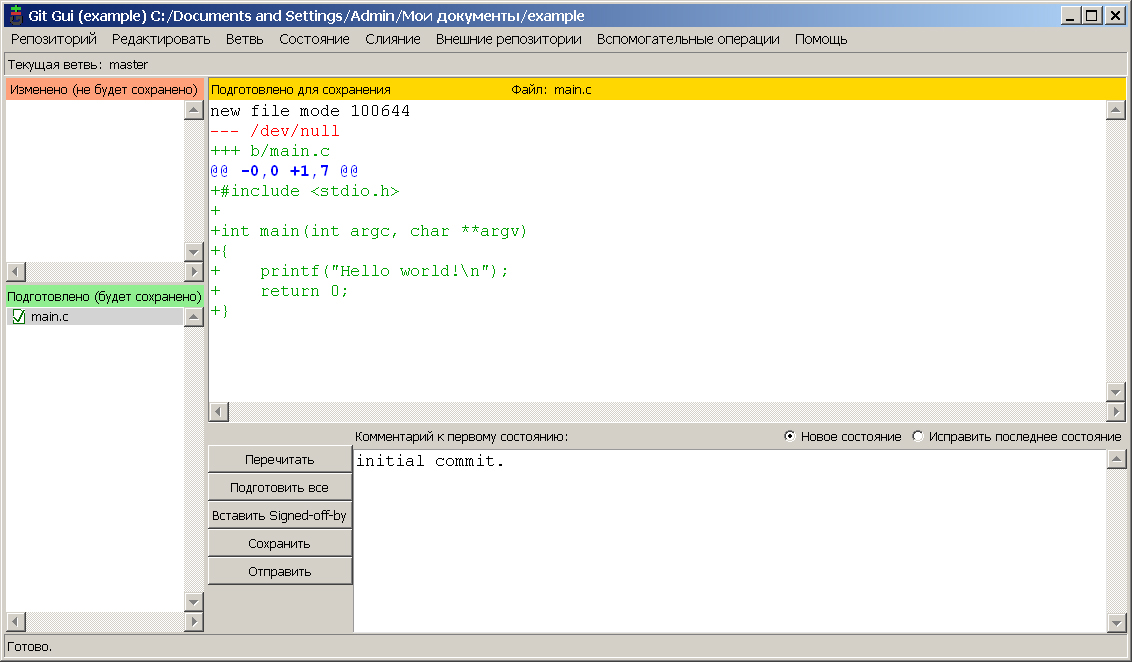 Git Gui (example) C:/Documents and Settings/Admin/Мои документы/example
Репозиторий Редактировать Ветвь Состояние Слияние Внешние репозитории Вспомогательные операции Помощь
Текущая ветвь: master
Изменено (не будет сохранено)
Подготовлено (будет сохранено)
main.c
Подготовлено для сохранения Файл: main.c
new file mode 100644
--- /dev/null
+++ b/main.c
@@ -0,0 +1,7 @@
+#include <stdio.h>
+
+int main(int argc, char **argv)
+{
+    printf("Hello world!\n");
+    return 0;
+}
Комментарий к первому состоянию: Новое состояние Исправить последнее состояние
Перечитать
Подготовить все
Вставить Signed-off-by
Сохранить
Отправить
initial commit.
Готово.